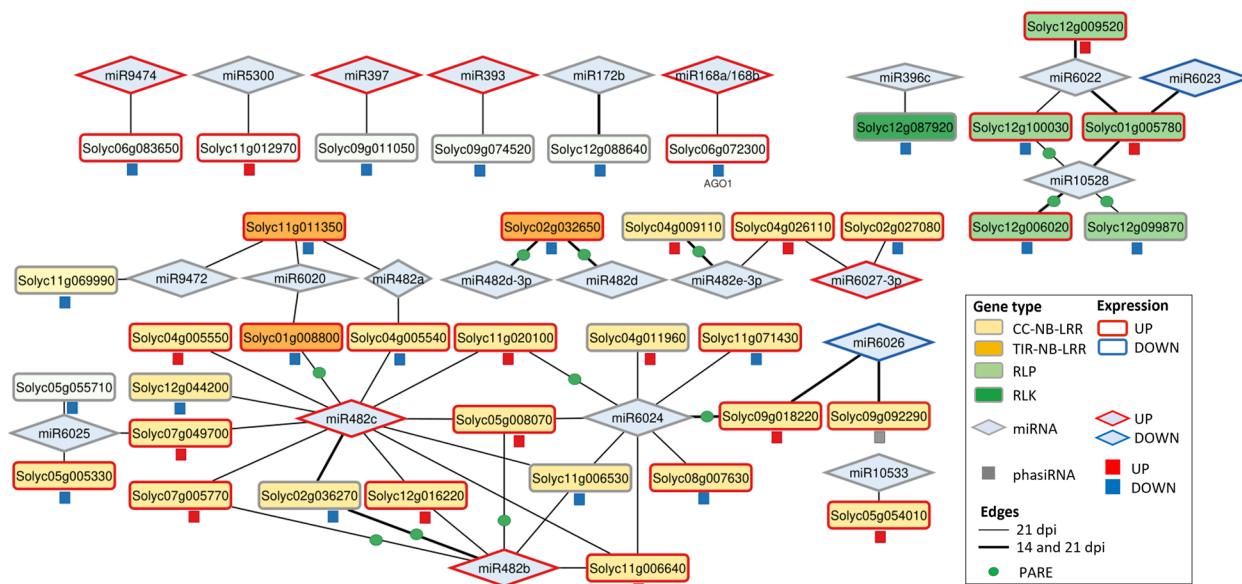 Solyc12g009520
miR9474
miR5300
miR397
miR393
miR172b
miR168a/168b
miR396c
miR6022
miR6023
Solyc06g083650
Solyc11g012970
Solyc09g011050
Solyc09g074520
Solyc12g088640
Solyc06g072300
AGO1
Solyc12g087920
Solyc12g100030
Solyc01g005780
miR10528
Solyc12g006020
Solyc12g099870
Solyc11g011350
Solyc02g032650
Solyc04g009110
Solyc04g026110
Solyc02g027080
Solyc11g069990
miR9472
miR6020
miR482a
miR482d-3p
miR482d
miR482e-3p
miR6027-3p
Solyc04g005550
Solyc01g008800
Solyc04g005540
Solyc11g020100
Solyc04g011960
Solyc11g071430
miR6026
Solyc05g055710
Solyc12g044200
miR482c
Solyc05g008070
miR6024
Solyc09g018220
Solyc09g092290
miR6025
Solyc07g049700
Solyc05g005330
Solyc07g005770
Solyc02g036270
Solyc12g016220
Solyc11g006530
Solyc08g007630
miR10533
Solyc05g054010
miR482b
Solyc11g006640
Gene type
CC-NB-LRR
TIR-NB-LRR
RLP
RLK
miRNA
phasiRNA
Expression
UP
DOWN
UP
DOWN
UP
DOWN
Edges
21 dpi
14 and 21 dpi
PARE